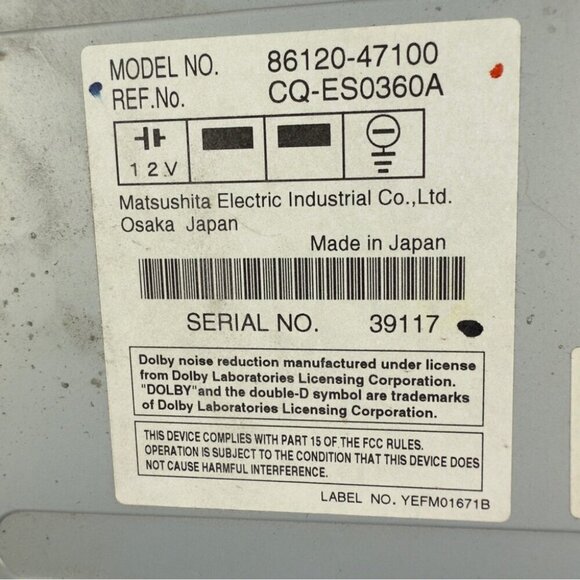 MODEL NO. 86120-47100
REF.No. CQ-ES0360A
12V
Matsushita Electric Industrial Co.,Ltd.
Osaka Japan
Made in Japan
SERIAL NO. 39117
Dolby noise reduction manufactured under license
from Dolby Laboratories Licensing Corporation.
"DOLBY"and the double-D symbol are trademarks
of Dolby Laboratories Licensing Corporation.
THIS DEVICE COMPLIES WITH PART 15 OF THE FCC RULES.
OPERATION IS SUBJECT TO THE CONDITION THAT THIS DEVICE DOES
NOT CAUSE HARMFUL INTERFERENCE.
LABEL NO. YEFM01671B